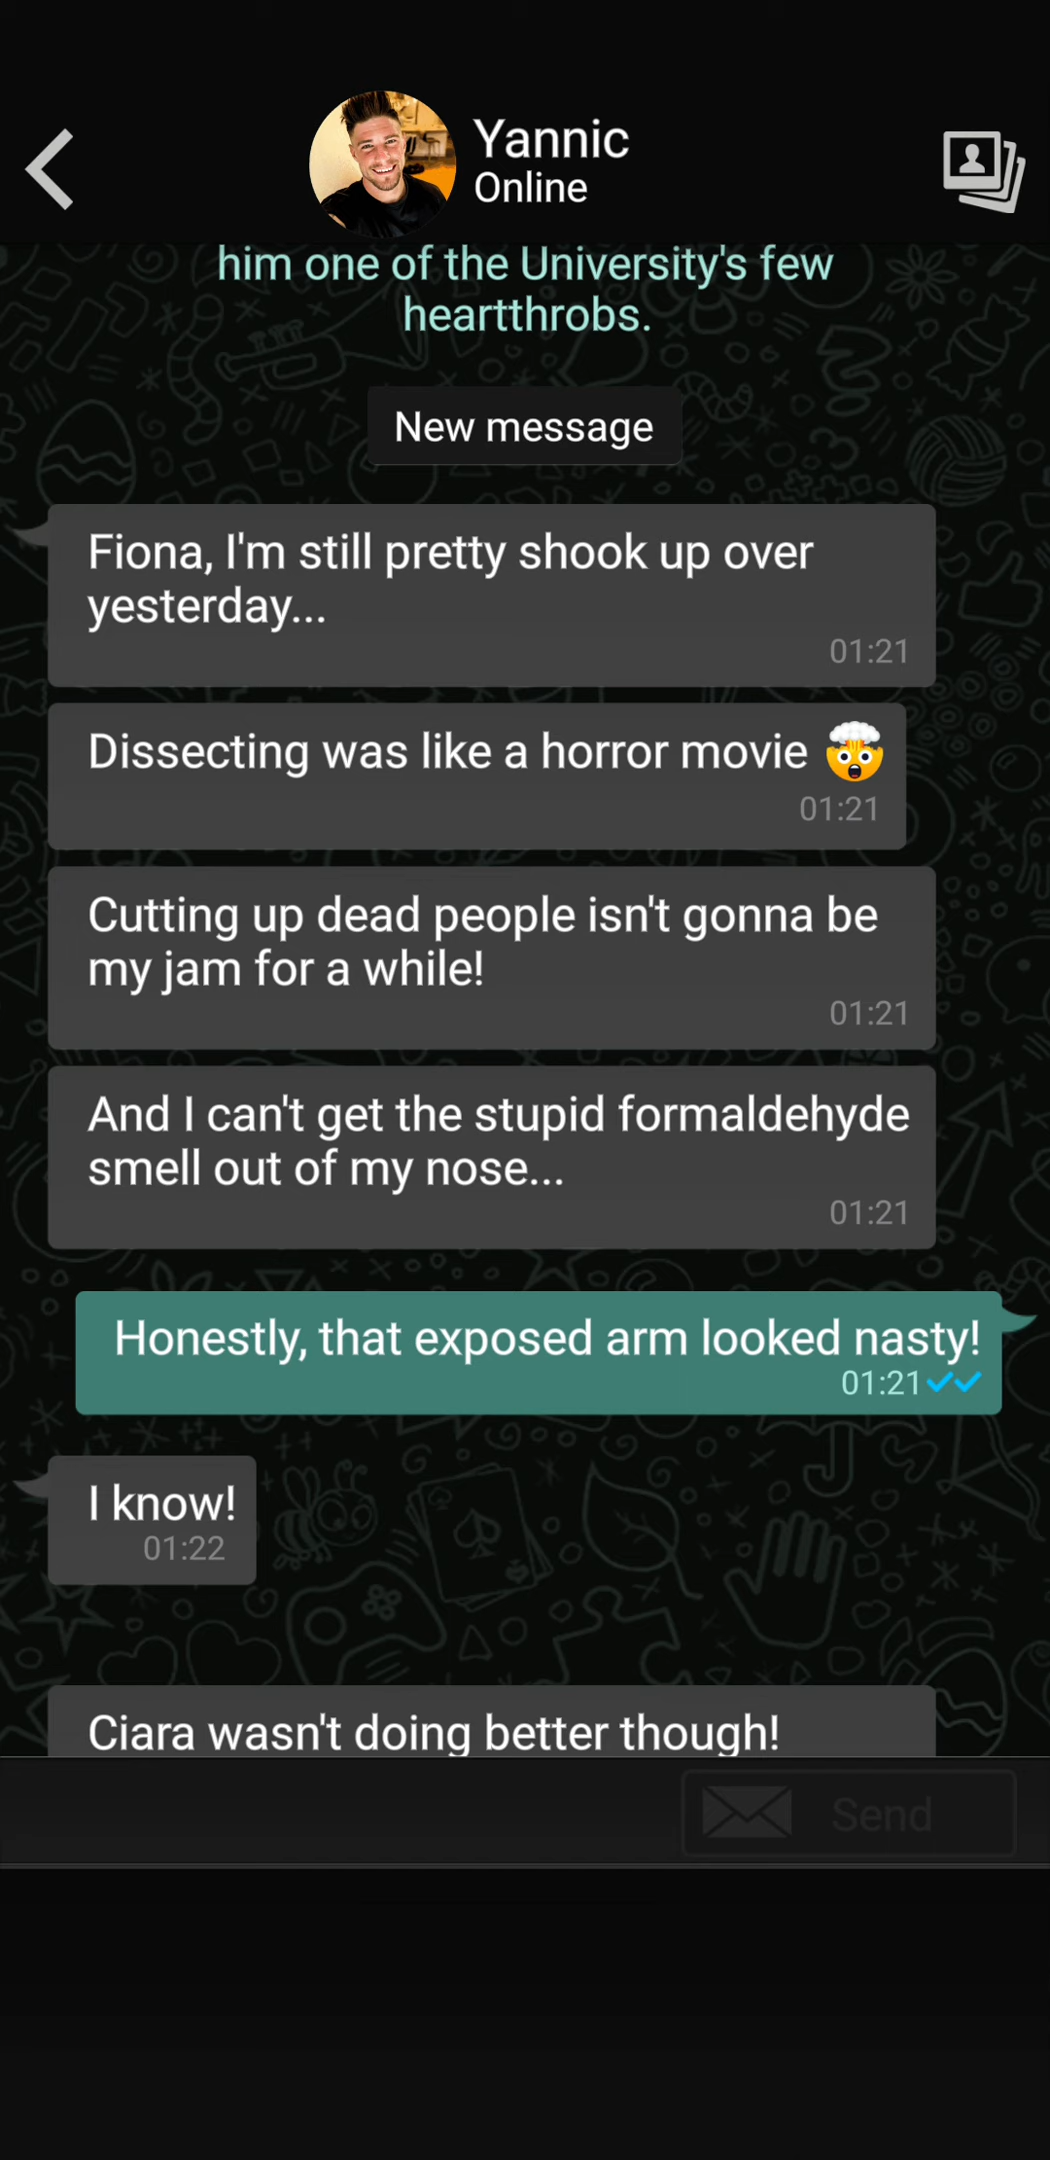 Yannic
Online
him one of the University's few
heartthrobs.
New message
Fiona, I'm still pretty shook up over
yesterday...
01:21
Dissecting was like a horror movie 🤯
01:21
Cutting up dead people isn't gonna be
my jam for a while!
01:21
And I can't get the stupid formaldehyde
smell out of my nose...
01:21
Honestly, that exposed arm looked nasty!
01:21
I know!
01:22
Ciara wasn't doing better though!
Send